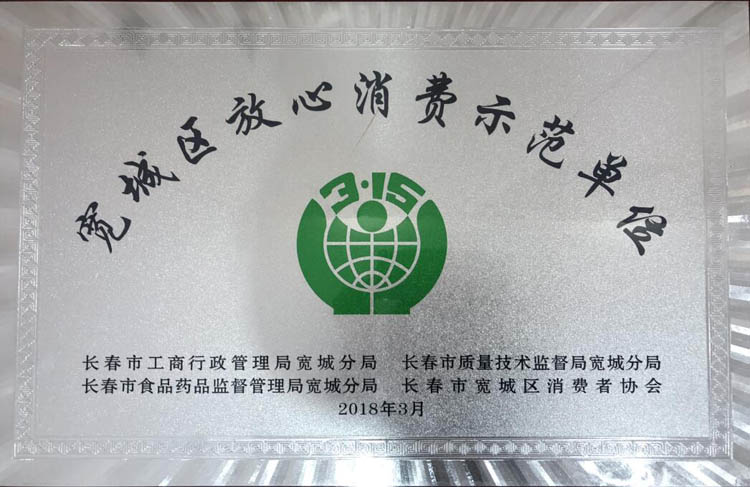 宽城区放心消费示范单位
3·15
长春市工商行政管理局宽城分局 长春市质量技术监督局宽城分局
长春市食品药品监督管理局宽城分局 长春市宽城区消费者协会
2018年3月